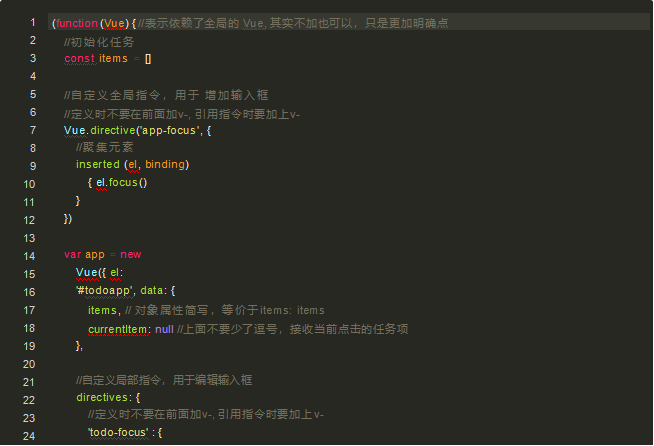 1 (function (Vue) { //表示依赖了全局的 Vue, 其实不加也可以，只是更加明确点
2 //初始化任务
3 const items = []
4
5 //自定义全局指令，用于 增加输入框
6 //定义时不要在前面加v-, 引用指令时要加上v-
7 Vue.directive('app-focus', {
8 //聚集元素
9 inserted (el, binding)
10 { el.focus()
11 }
12 })
13
14 var app = new
15 Vue({ el:
16 '#todoapp', data: {
17 items, // 对象属性简写，等价于items: items
18 currentItem: null //上面不要少了逗号，接收当前点击的任务项
19 },
20
21 //自定义局部指令，用于编辑输入框
22 directives: {
23 //定义时不要在前面加v-, 引用指令时要加上 v-
24 'todo-focus' : {